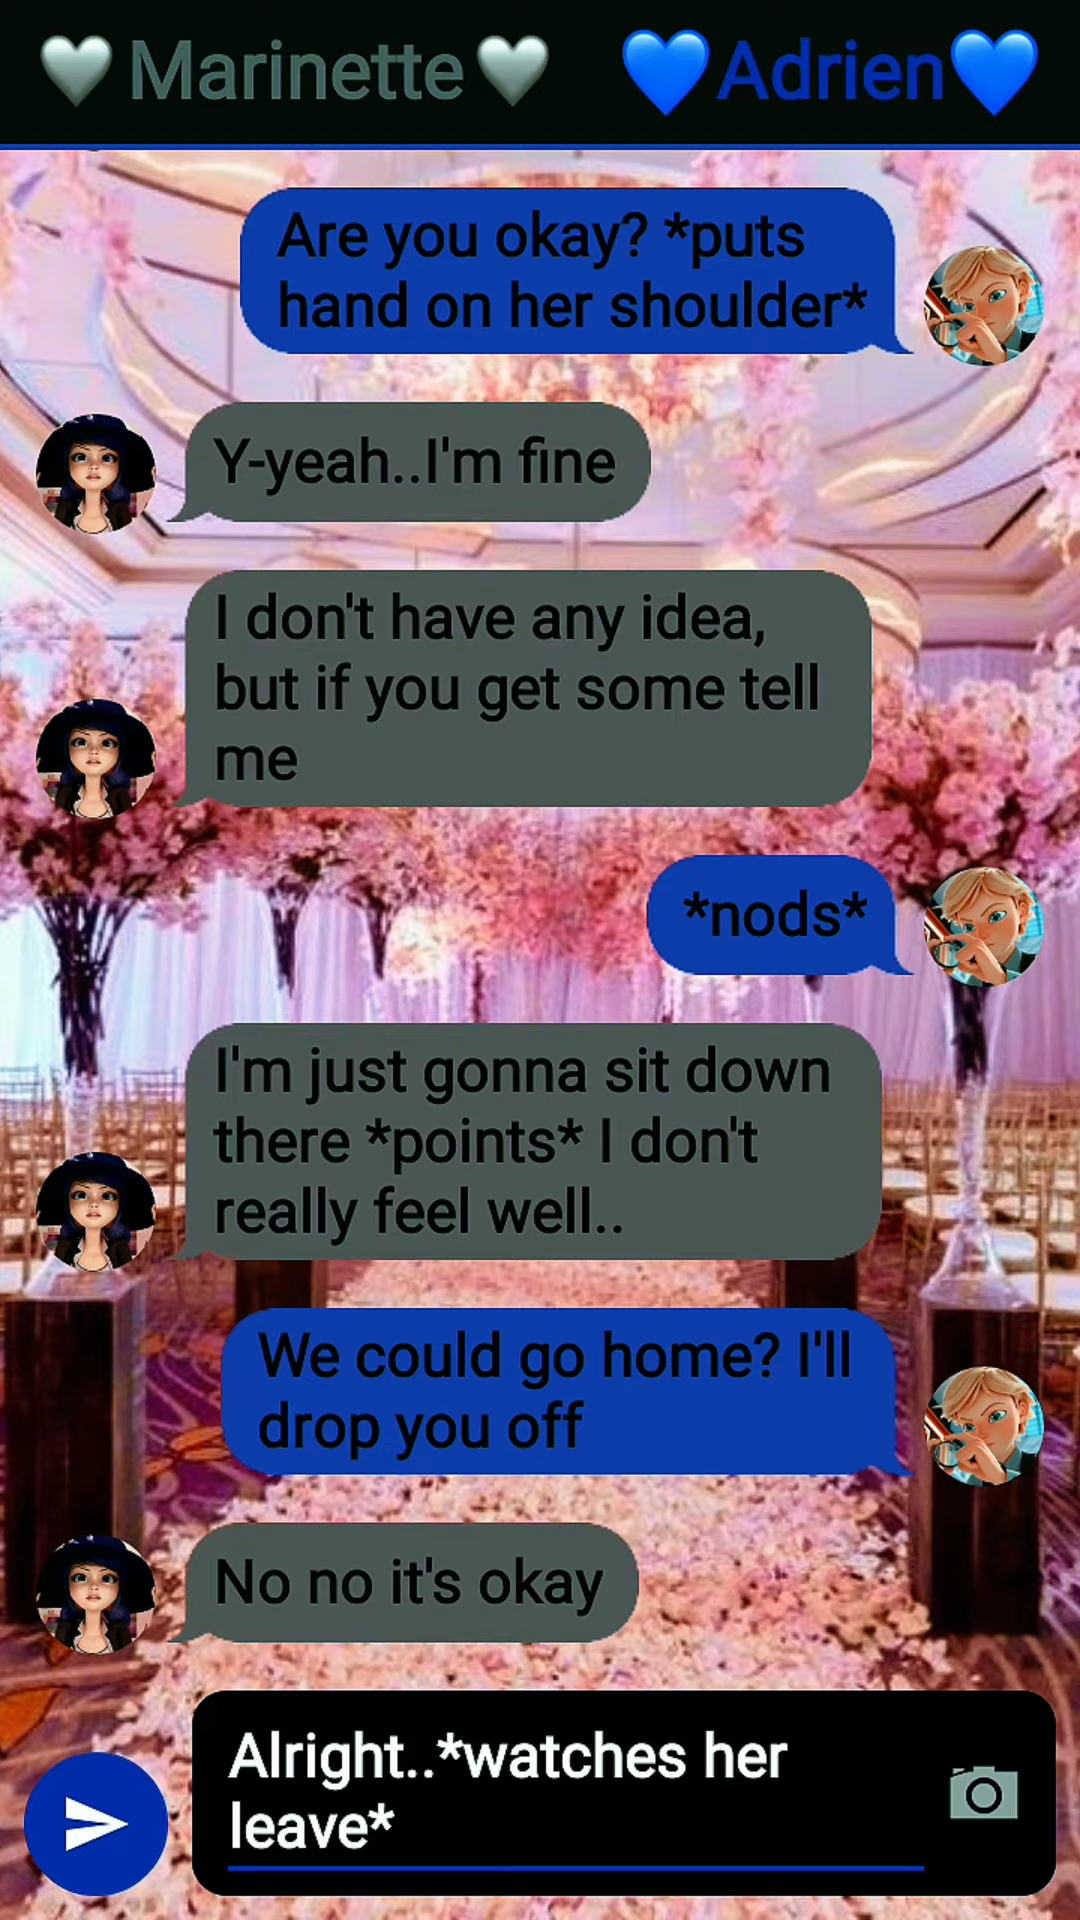 🤍Marinette🤍 💙Adrien💙
Are you okay? *puts
hand on her shoulder*
Y-yeah..I'm fine
I don't have any idea,
but if you get some tell
me
*nods*
I'm just gonna sit down
there *points* I don't
really feel well..
We could go home? I'll
drop you off
No no it's okay
Alright..*watches her
leave*